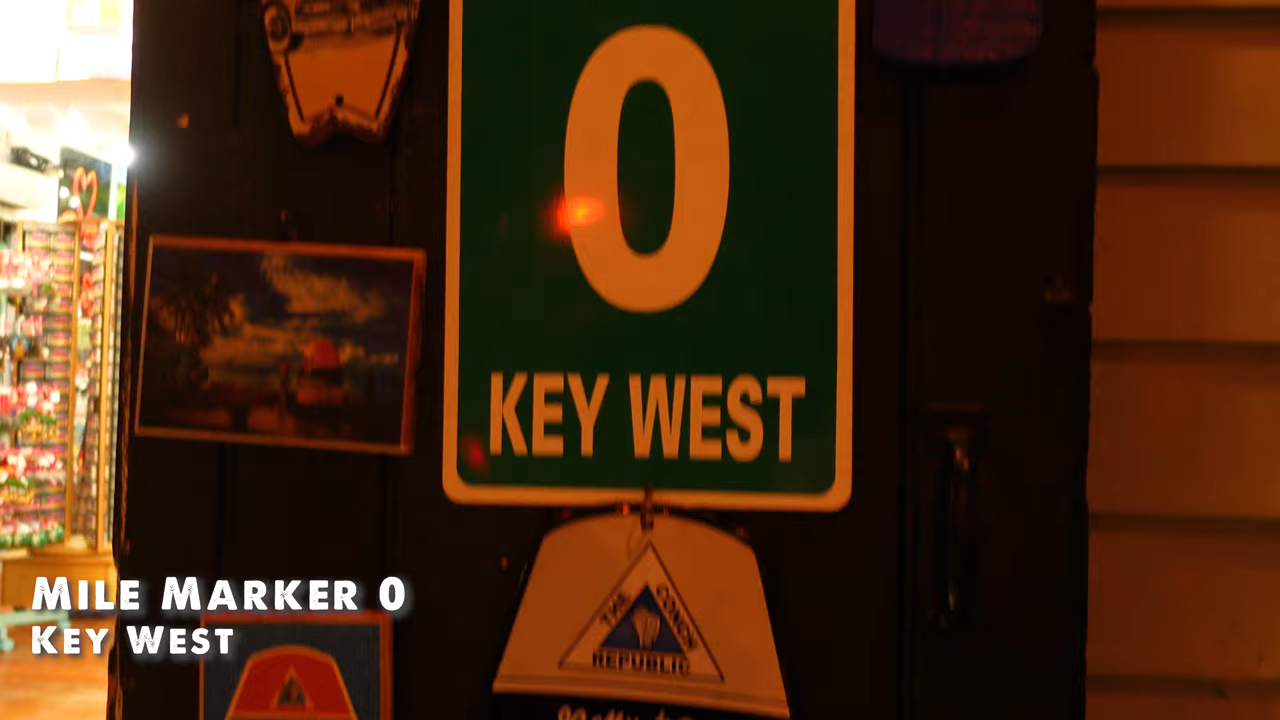 0
KEY WEST
THE CONCH
REPUBLIC
MILE MARKER 0
KEY WEST